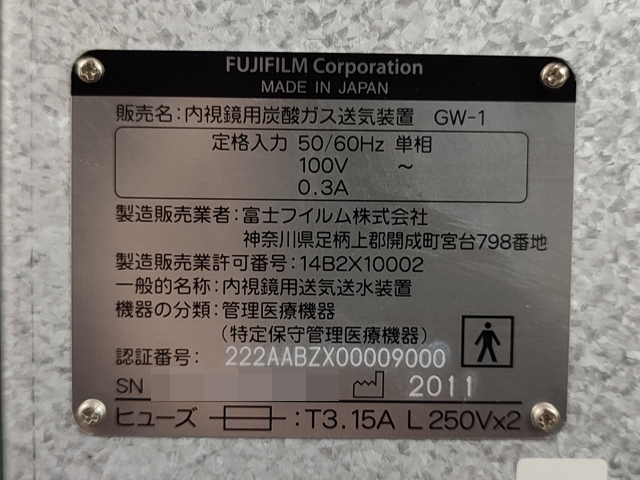 FUJIFILM Corporation
MADE IN JAPAN
販売名：内視鏡用炭酸ガス送気装置 GW-1
定格入力 50/60Hz 単相
100V ～
0.3A
製造販売業者：富士フイルム株式会社
神奈川県足柄上郡開成町宮台798番地
製造販売業許可番号：14B2X10002
一般的名称：内視鏡用送気送水装置
機器の分類：管理医療機器
（特定保守管理医療機器）
認証番号： 222AABZX00009000
SN 2011
ヒューズ ：T3.15A L 250Vx2